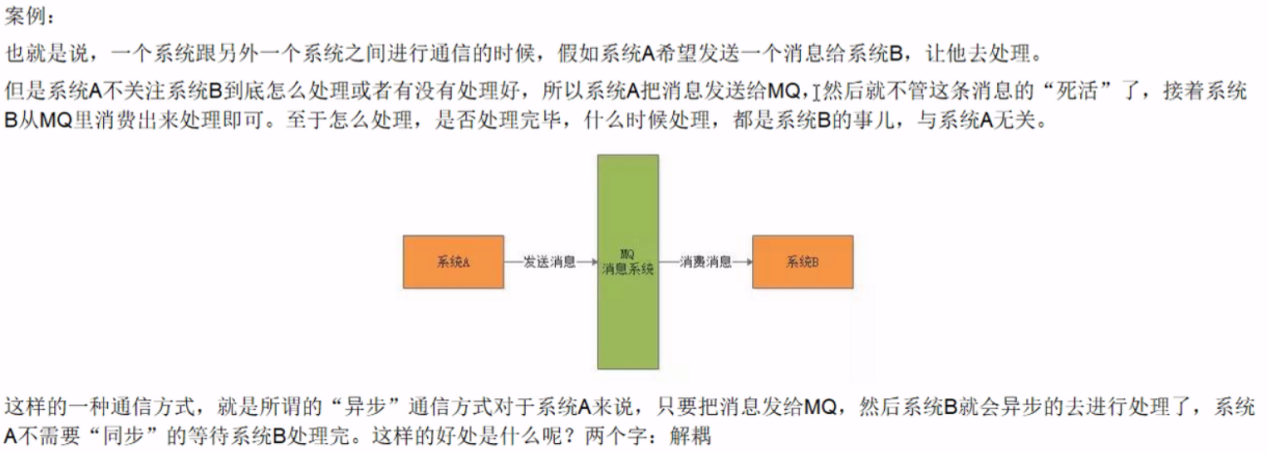 案例：
也就是说，一个系统跟另外一个系统之间进行通信的时候，假如系统A希望发送一个消息给系统B，让他去处理。
但是系统A不关注系统B到底怎么处理或者有没有处理好，所以系统A把消息发送给MQ，然后就不管这条消息的“死活”了，接着系统
B从MQ里消费出来处理即可。至于怎么处理，是否处理完毕，什么时候处理，都是系统B的事儿，与系统A无关。
系统A
发送消息
MQ
消息系统
消费消息
系统B
这样的一种通信方式，就是所谓的“异步”通信方式对于系统A来说，只要把消息发给MQ，然后系统B就会异步的去进行处理了，系统
A不需要“同步”的等待系统B处理完。这样的好处是什么呢？两个字：解耦